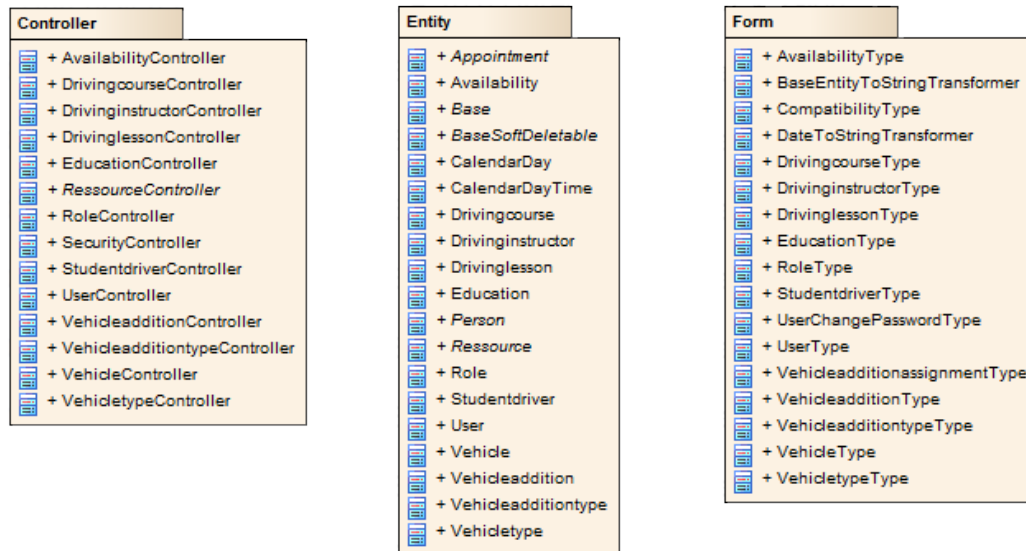 Controller
+ AvailabilityController
+ DrivingcourseController
+ DrivinginstructorController
+ DrivinglessonController
+ EducationController
+ RessourceController
+ RoleController
+ SecurityController
+ StudentdriverController
+ UserController
+ VehicleadditionController
+ VehicleadditiontypeController
+ VehicleController
+ VehicletypeController
Entity
+ Appointment
+ Availability
+ Base
+ BaseSoftDeletable
+ CalendarDay
+ CalendarDayTime
+ Drivingcourse
+ Drivinginstructor
+ Drivinglesson
+ Education
+ Person
+ Ressource
+ Role
+ Studentdriver
+ User
+ Vehicle
+ Vehicleaddition
+ Vehicleadditiontype
+ Vehicletype
Form
+ AvailabilityType
+ BaseEntityToStringTransformer
+ CompatibilityType
+ DateToStringTransformer
+ DrivingcourseType
+ DrivinginstructorType
+ DrivinglessonType
+ EducationType
+ RoleType
+ StudentdriverType
+ UserChangePasswordType
+ UserType
+ VehicleadditionassignmentType
+ VehicleadditionType
+ VehicleadditiontypeType
+ VehicleType
+ VehicletypeType